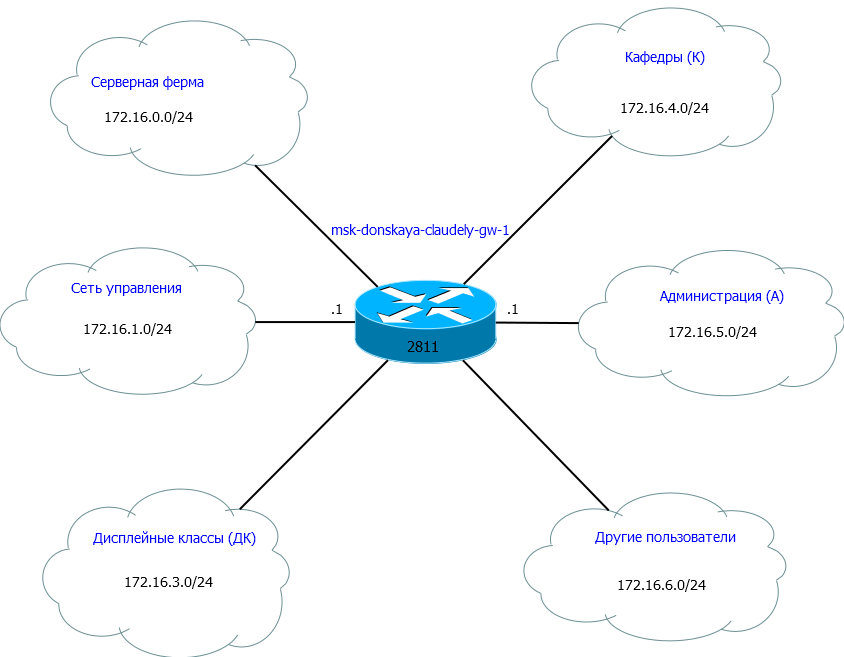 Серверная ферма
172.16.0.0/24
Кафедры (К)
172.16.4.0/24
msk-donskaya-claudely-gw-1
Сеть управления
172.16.1.0/24
.1
.1
2811
Администрация (А)
172.16.5.0/24
Дисплейные классы (ДК)
172.16.3.0/24
Другие пользователи
172.16.6.0/24